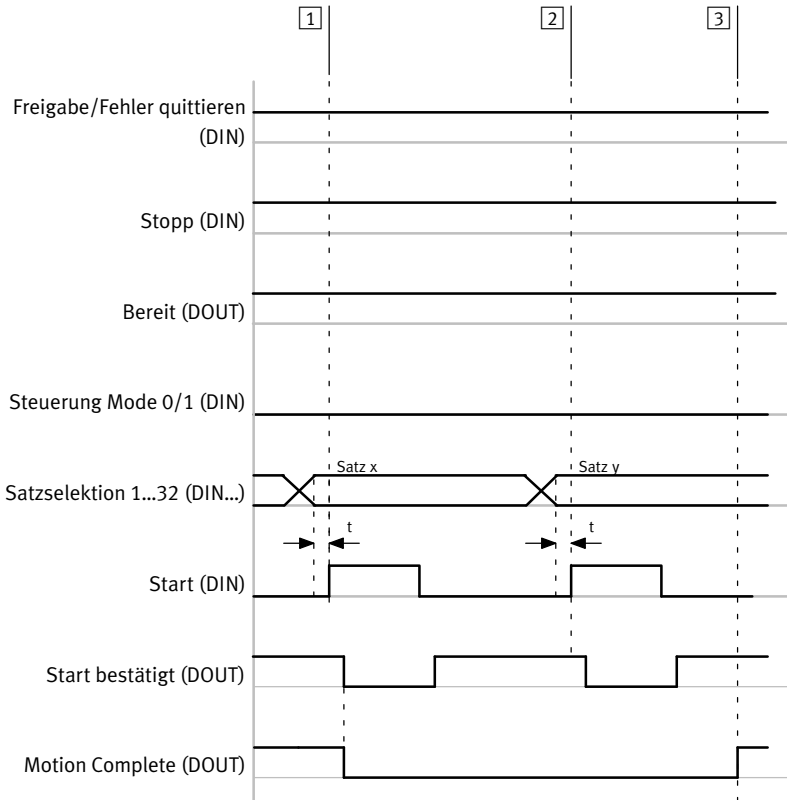 1 2 3
Freigabe/Fehler quittieren
(DIN)
Stopp (DIN)
Bereit (DOUT)
Steuerung Mode 0/1 (DIN)
Satz x Satz y
Satzselektion 1...32 (DIN...)
t t
Start (DIN)
Start bestätigt (DOUT)
Motion Complete (DOUT)